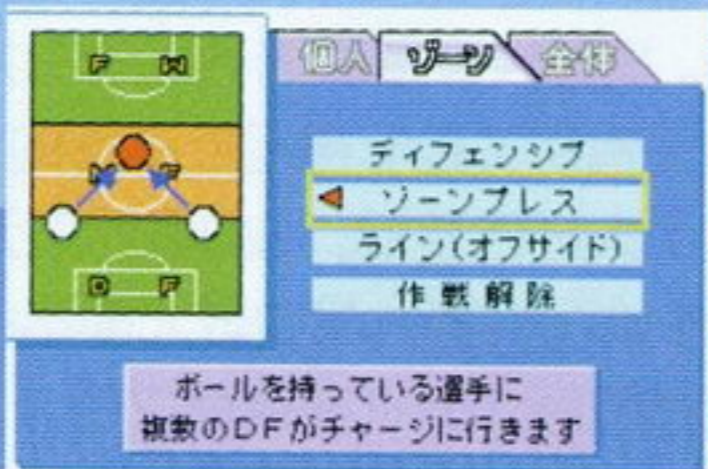 個人 ゾーン 全体
FW
MF
DF
ディフェンシブ
ゾーンプレス
ライン(オフサイド)
作戦解除
ボールを持っている選手に
複数のDFがチャージに行きます